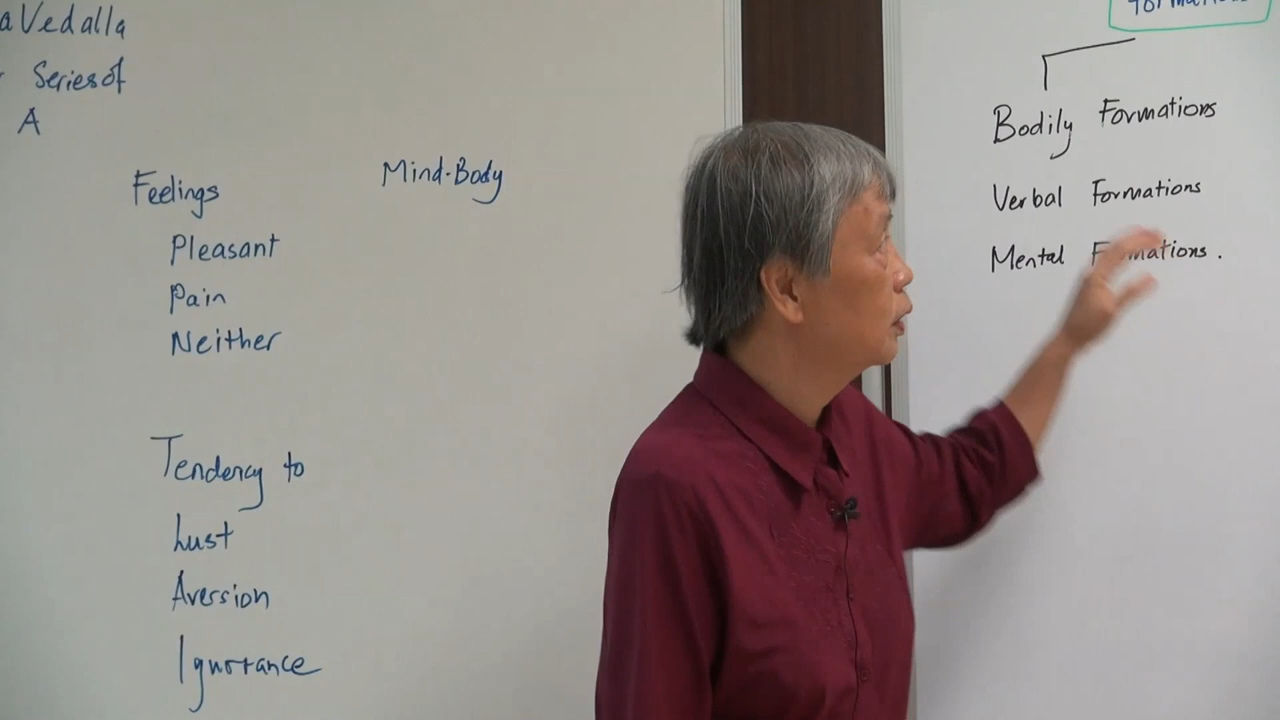 aVedalla
Series of
A
Feelings
Pleasant
Pain
Neither
Mind-Body
Tendency to
Lust
Aversion
Ignorance
Bodily Formations
Verbal Formations
Mental Formations.